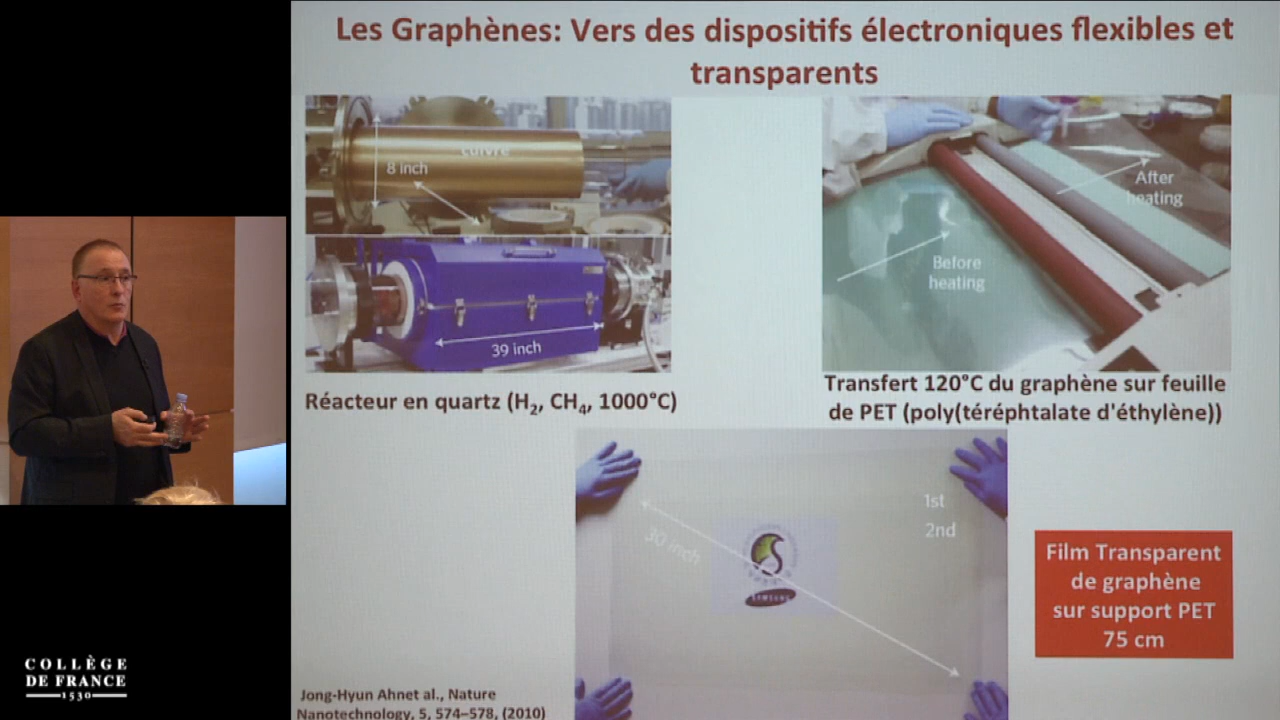 Les Graphènes: Vers des dispositifs électroniques flexibles et
transparents
cuivre
8 inch
39 inch
Réacteur en quartz (H₂, CH₄, 1000°C)
After
heating
Before
heating
Transfert 120°C du graphène sur feuille
de PET (poly(téréphtalate d'éthylène))
1st
2nd
30 inch
SAMSUNG
Film Transparent
de graphène
sur support PET
75 cm
Jong-Hyun Ahnet al., Nature
Nanotechnology, 5, 574–578, (2010)
COLLÈGE
DE FRANCE
1530